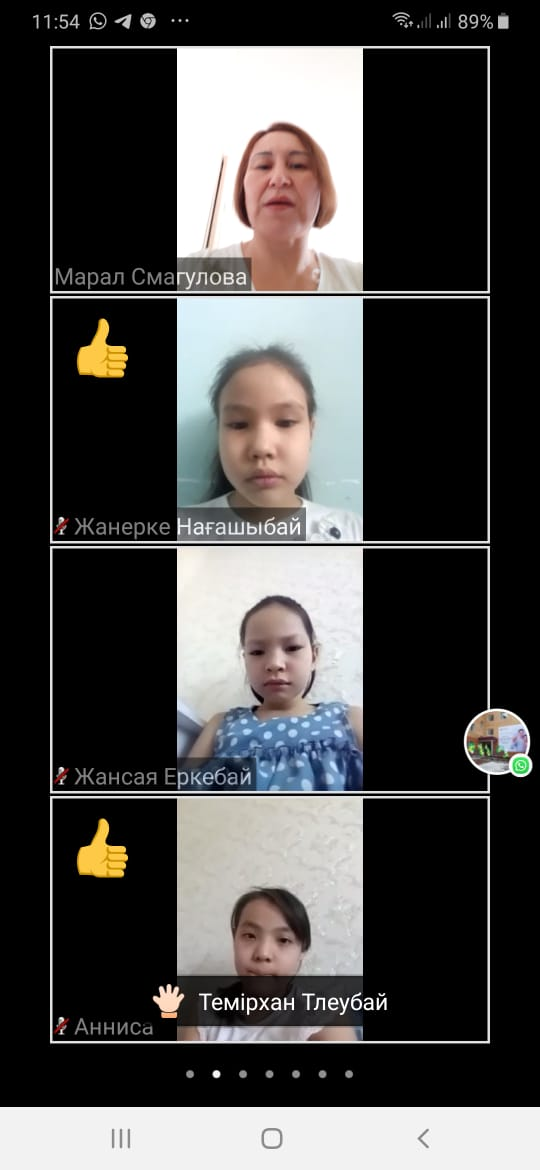 11:54
89%
Марал Смагулова
Жанерке Нағашыбай
Жансая Еркебай
Темірхан Тлеубай
Анниса